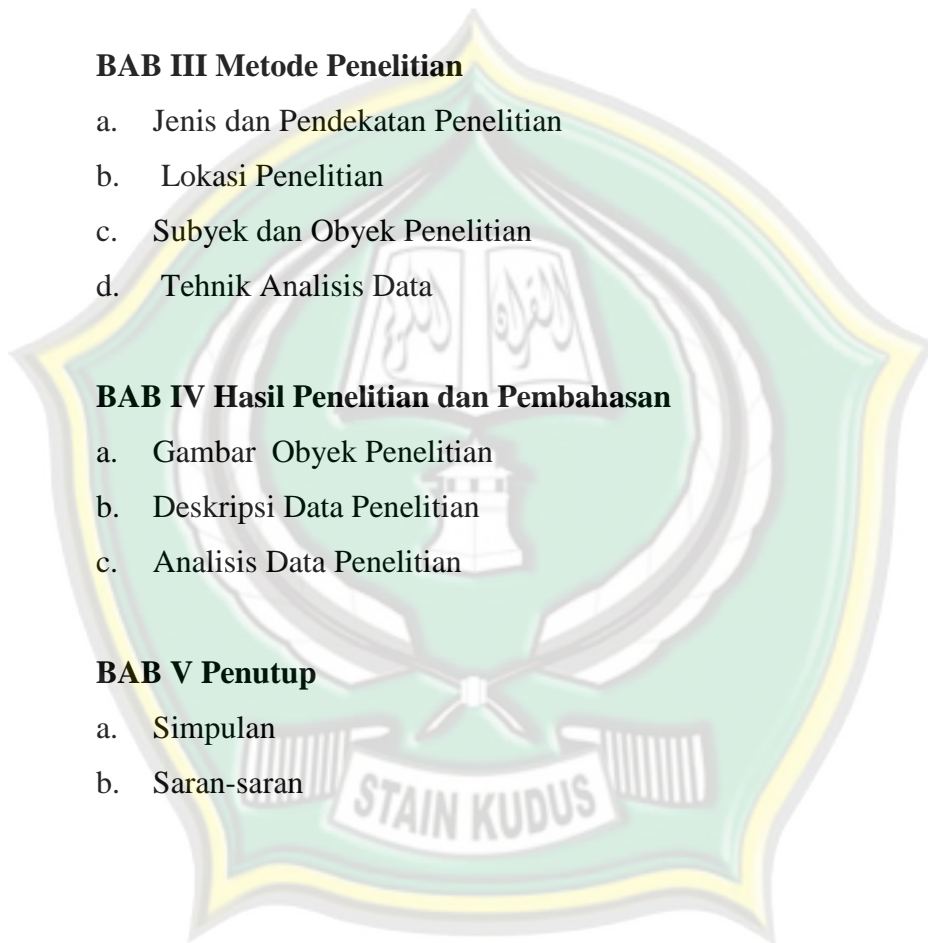 BAB III Metode Penelitian
a. Jenis dan Pendekatan Penelitian
b. Lokasi Penelitian
c. Subyek dan Obyek Penelitian
d. Tehnik Analisis Data
BAB IV Hasil Penelitian dan Pembahasan
a. Gambar Obyek Penelitian
b. Deskripsi Data Penelitian
c. Analisis Data Penelitian
BAB V Penutup
a. Simpulan
b. Saran-saran
STAIN KUDUS